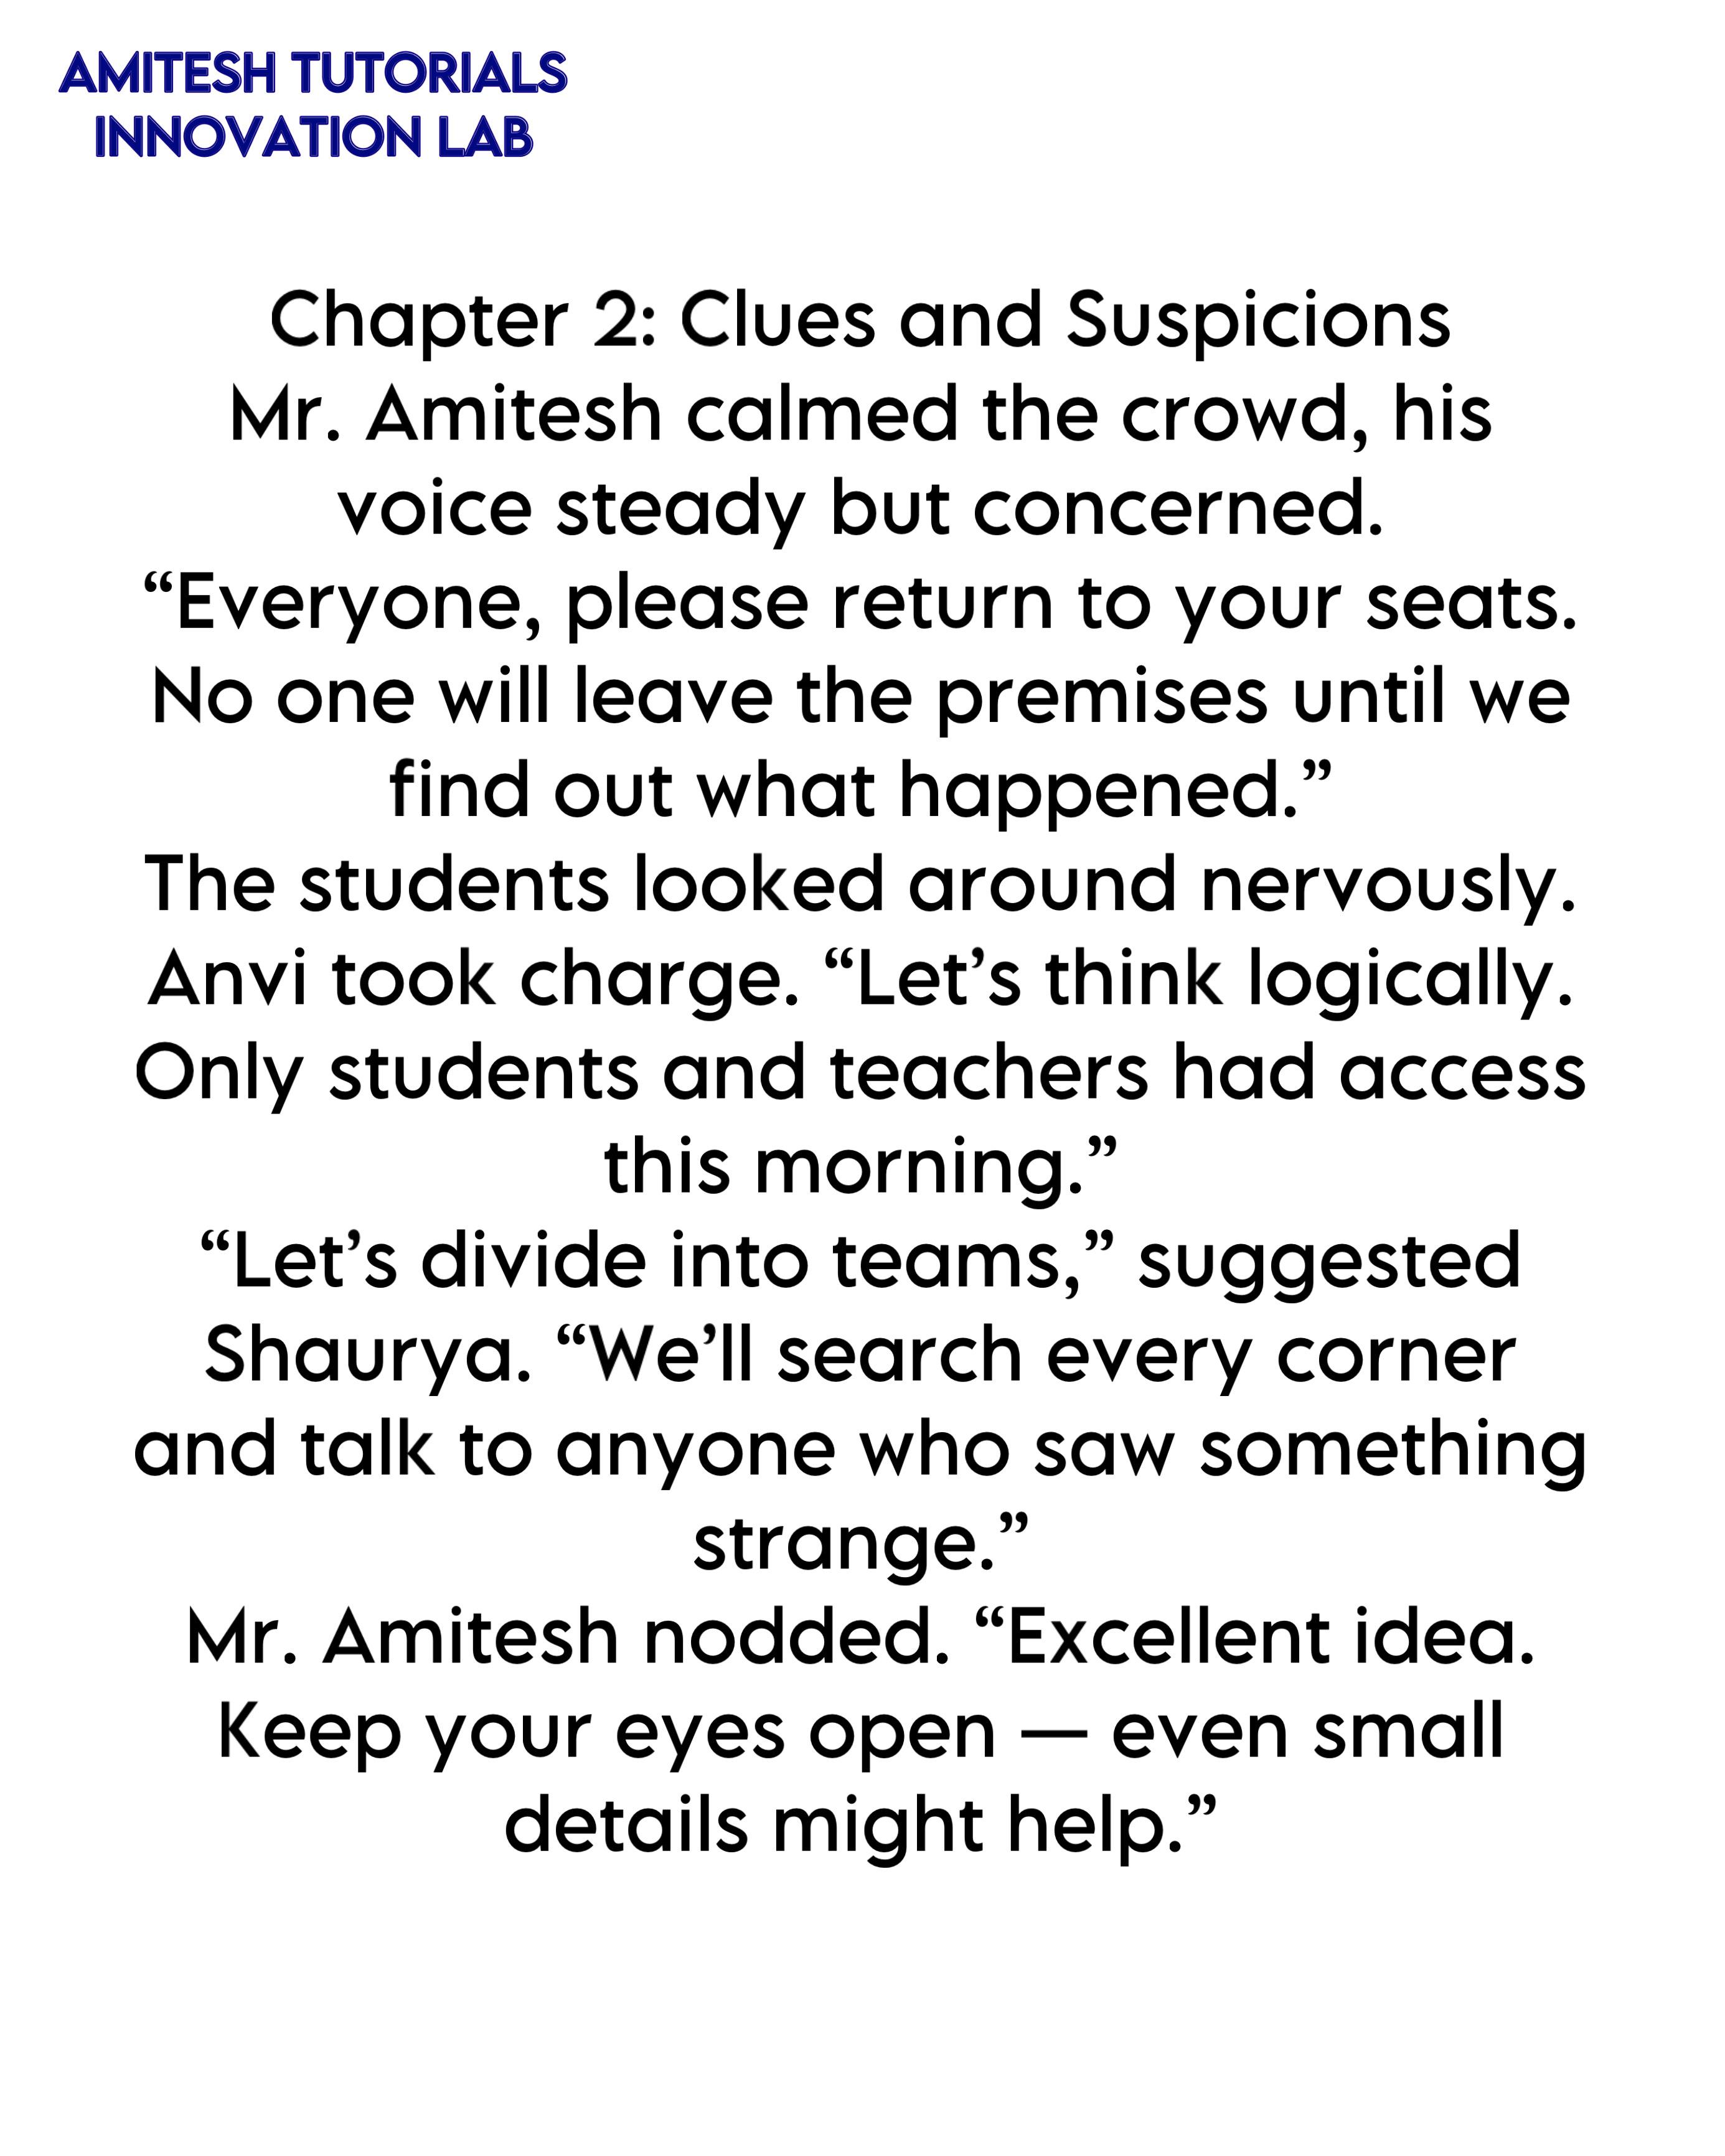 AMITESH TUTORIALS
INNOVATION LAB
Chapter 2: Clues and Suspicions
Mr. Amitesh calmed the crowd, his
voice steady but concerned.
“Everyone, please return to your seats.
No one will leave the premises until we
find out what happened.”
The students looked around nervously.
Anvi took charge. “Let’s think logically.
Only students and teachers had access
this morning.”
“Let’s divide into teams,” suggested
Shaurya. “We’ll search every corner
and talk to anyone who saw something
strange.”
Mr. Amitesh nodded. “Excellent idea.
Keep your eyes open — even small
details might help.”